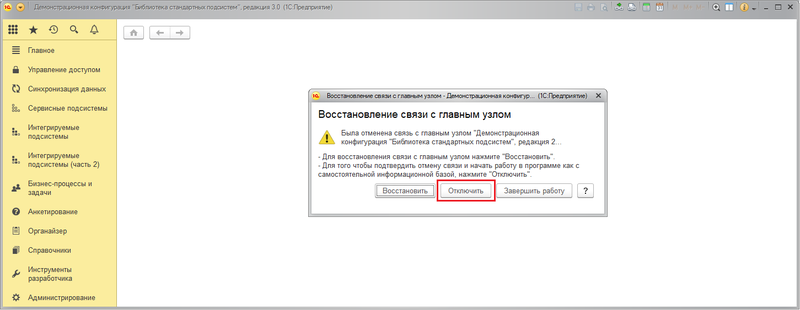 Демонстрационная конфигурация "Библиотека стандартных подсистем", редакция 3.0 (1С:Предприятие)
Главное
Управление доступом
Синхронизация данных
Сервисные подсистемы
Интегрируемые
подсистемы
Интегрируемые
подсистемы (часть 2)
Бизнес-процессы и
задачи
Анкетирование
Органайзер
Справочники
Инструменты
разработчика
Администрирование
Восстановление связи с главным узлом - Демонстрационная конфигур... (1С:Предприятие)
Восстановление связи с главным узлом
Была отменена связь с главным узлом "Демонстрационная
конфигурация "Библиотека стандартных подсистем", редакция 2...
- Для восстановления связи с главным узлом нажмите "Восстановить".
- Для того чтобы подтвердить отмену связи и начать работу в программе как с
самостоятельной информационной базой, нажмите "Отключить".
Восстановить Отключить Завершить работу ?